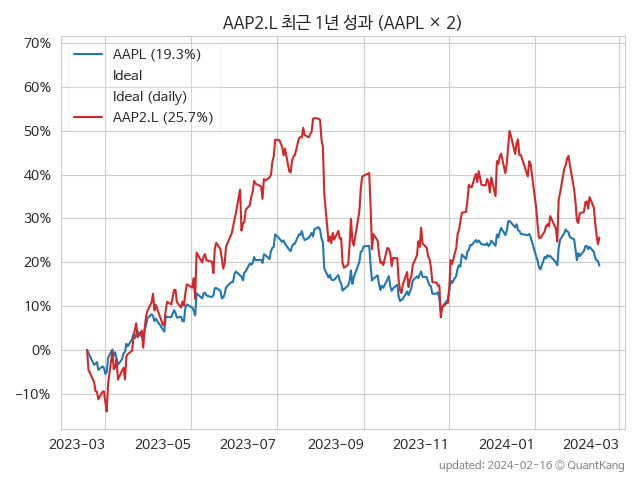 AAP2.L 최근 1년 성과 (AAPL × 2)
70%
60%
50%
40%
30%
20%
10%
0%
−10%
AAPL (19.3%)
Ideal
Ideal (daily)
AAP2.L (25.7%)
2023-03
2023-05
2023-07
2023-09
2023-11
2024-01
2024-03
updated: 2024-02-16 © QuantKang